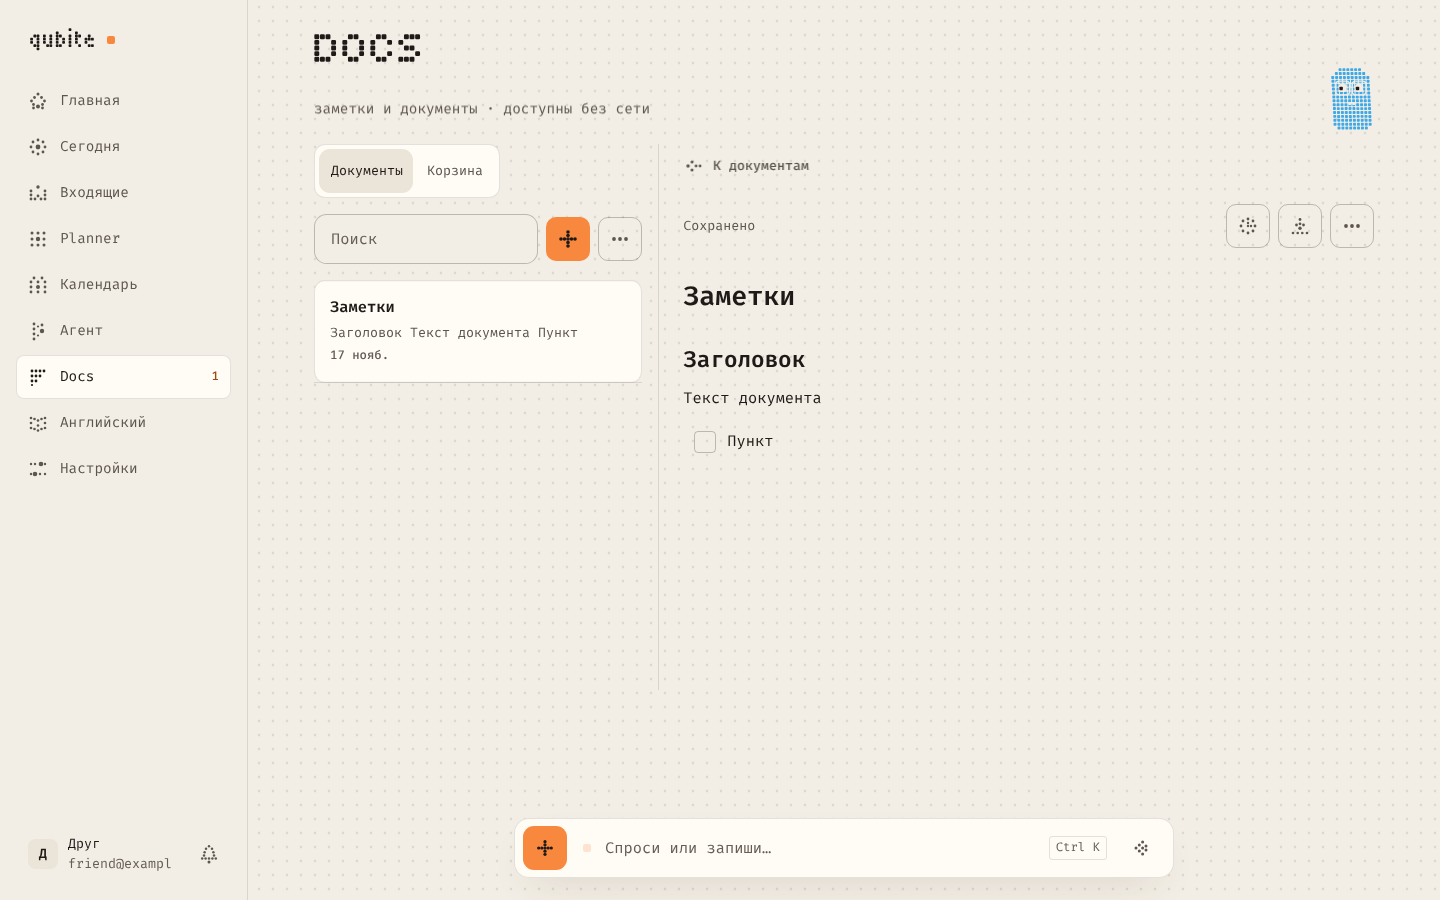 qubite
Главная
Сегодня
Входящие
Planner
Календарь
Агент
Docs 1
Английский
Настройки
Д
Друг
friend@exampl
DOCS
заметки и документы · доступны без сети
Документы Корзина
Поиск
Заметки
Заголовок Текст документа Пункт
17 нояб.
К документам
Сохранено
Заметки
Заголовок
Текст документа
Пункт
Спроси или запиши… Ctrl K